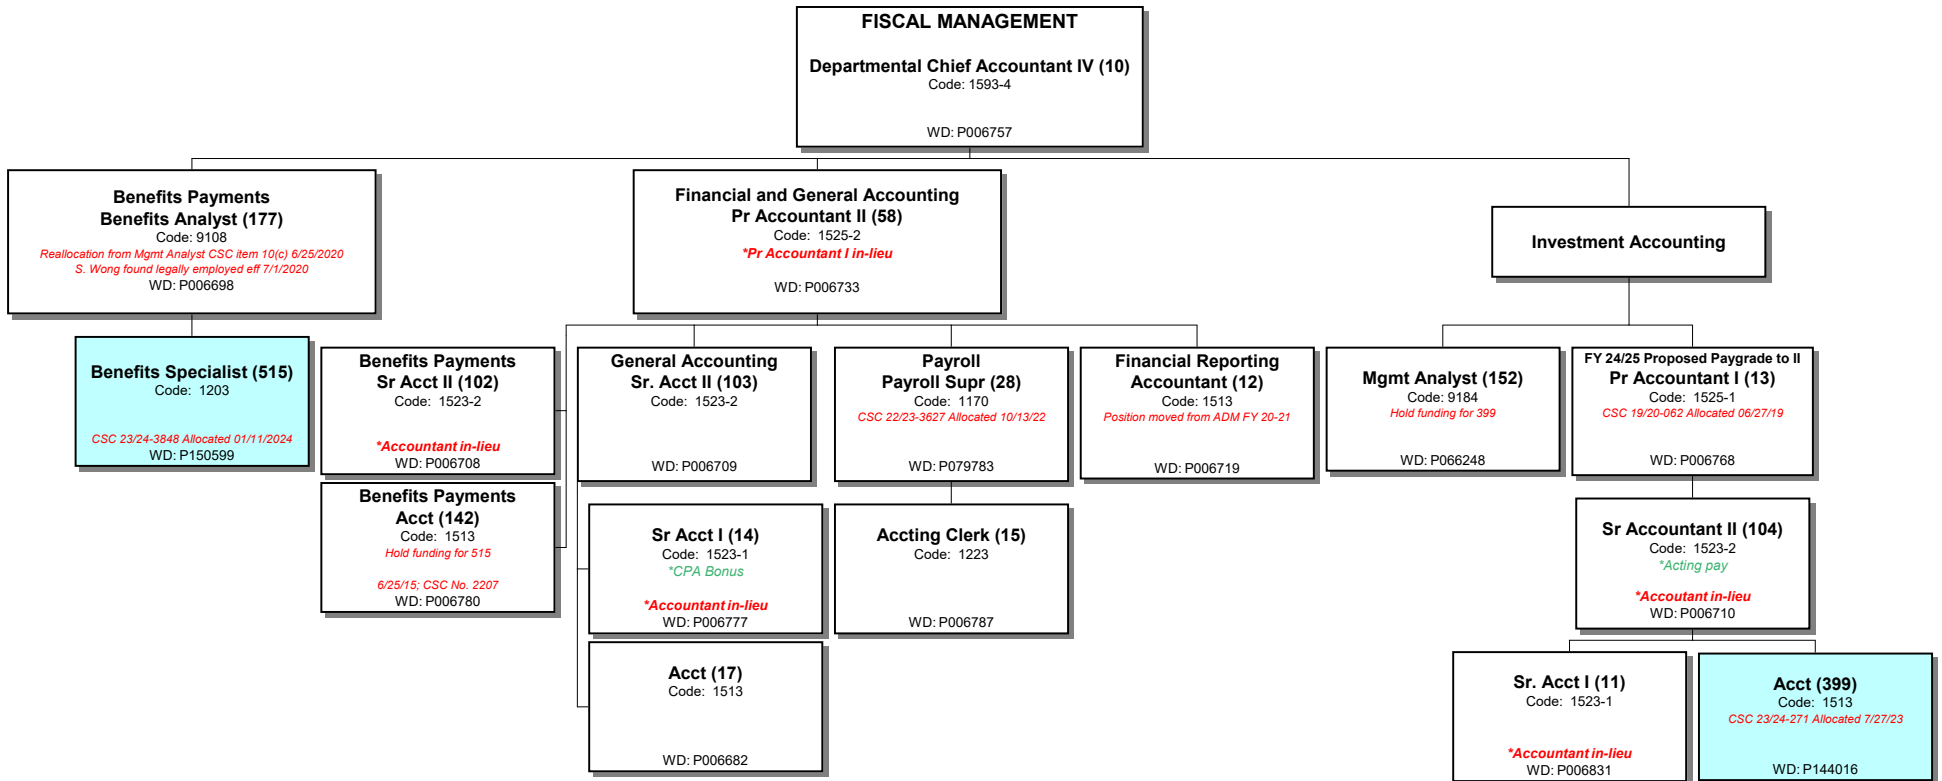 FISCAL MANAGEMENT
Departmental Chief Accountant IV (10)
Code: 1593-4
WD: P006757
Benefits Payments
Benefits Analyst (177)
Code: 9108
Reallocation from Mgmt Analyst CSC item 10(c) 6/25/2020
S. Wong found legally employed eff 7/1/2020
WD: P006698
Financial and General Accounting
Pr Accountant II (58)
Code: 1525-2
*Pr Accountant I in-lieu
WD: P006733
Investment Accounting
Benefits Specialist (515)
Code: 1203
CSC 23/24-3848 Allocated 01/11/2024
WD: P150599
Benefits Payments
Sr Acct II (102)
Code: 1523-2
*Accountant in-lieu
WD: P006708
General Accounting
Sr. Acct II (103)
Code: 1523-2
WD: P006709
Payroll
Payroll Supr (28)
Code: 1170
CSC 22/23-3627 Allocated 10/13/22
WD: P079783
Financial Reporting
Accountant (12)
Code: 1513
Position moved from ADM FY 20-21
WD: P006719
Mgmt Analyst (152)
Code: 9184
Hold funding for 399
WD: P066248
FY 24/25 Proposed Paygrade to II
Pr Accountant I (13)
Code: 1525-1
CSC 19/20-062 Allocated 06/27/19
WD: P006768
Benefits Payments
Acct (142)
Code: 1513
Hold funding for 515
6/25/15; CSC No. 2207
WD: P006780
Sr Acct I (14)
Code: 1523-1
*CPA Bonus
*Accountant in-lieu
WD: P006777
Accting Clerk (15)
Code: 1223
WD: P006787
Sr Accountant II (104)
Code: 1523-2
*Acting pay
*Accoutant in-lieu
WD: P006710
Acct (17)
Code: 1513
WD: P006682
Sr. Acct I (11)
Code: 1523-1
*Accountant in-lieu
WD: P006831
Acct (399)
Code: 1513
CSC 23/24-271 Allocated 7/27/23
WD: P144016